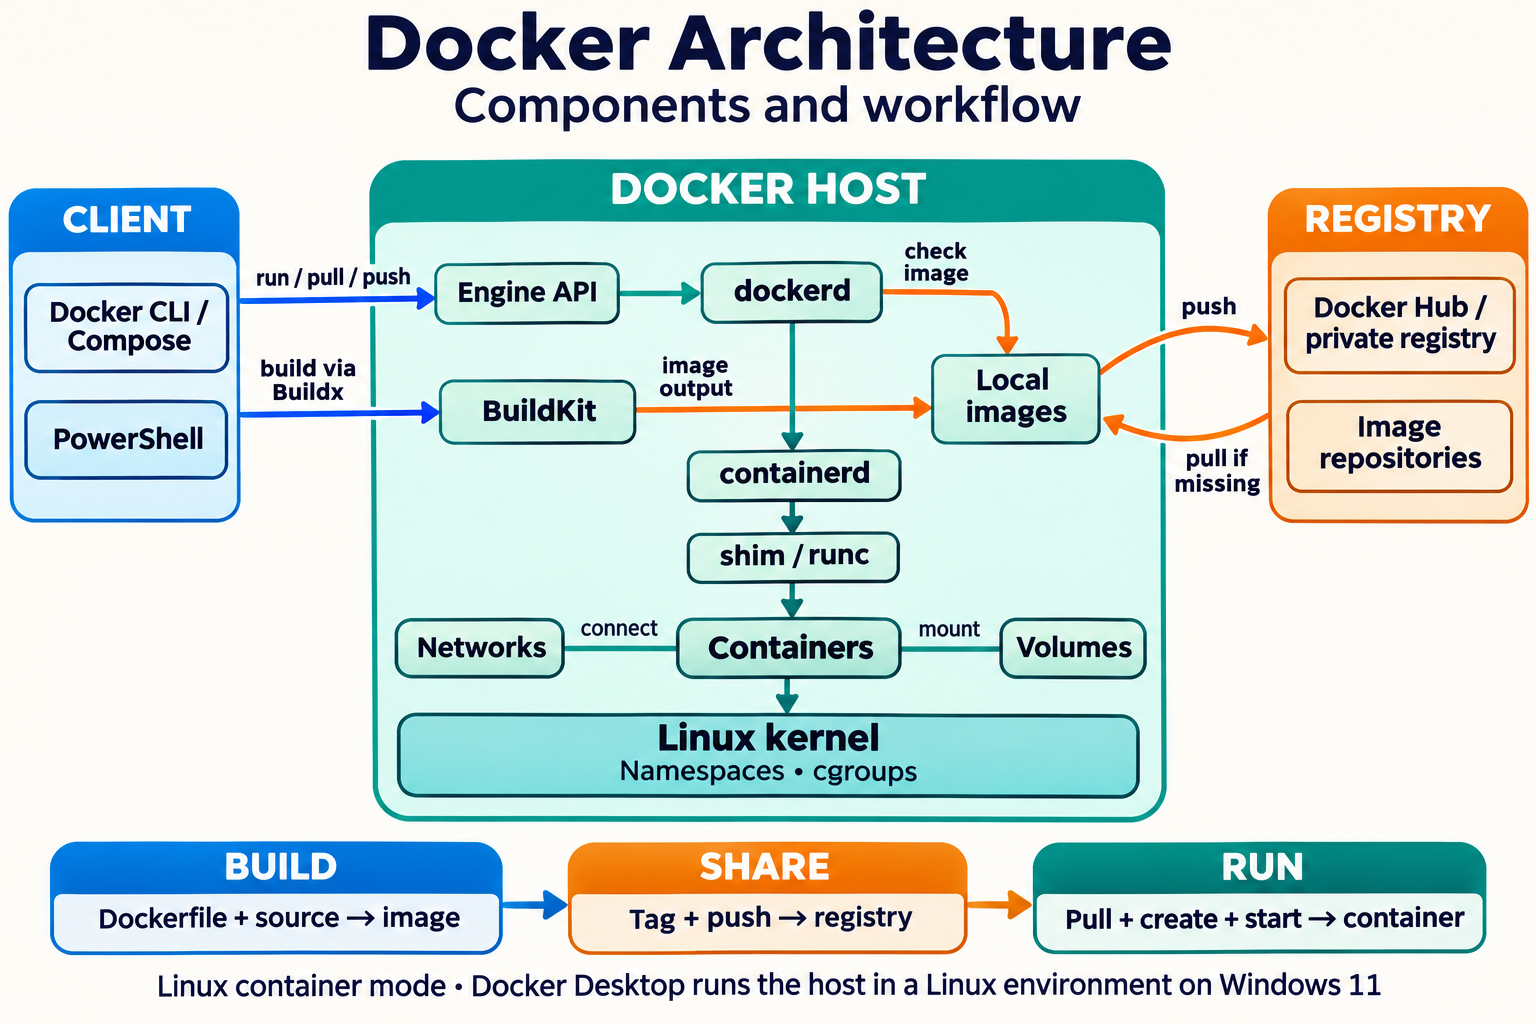 Docker Architecture
Components and workflow
CLIENT
Docker CLI /
Compose
PowerShell
run / pull / push
build via
Buildx
DOCKER HOST
Engine API
dockerd
check
image
BuildKit
image
output
Local
images
containerd
shim / runc
Networks
connect
Containers
mount
Volumes
Linux kernel
Namespaces • cgroups
push
pull if
missing
REGISTRY
Docker Hub /
private registry
Image
repositories
BUILD
Dockerfile + source → image
SHARE
Tag + push → registry
RUN
Pull + create + start → container
Linux container mode • Docker Desktop runs the host in a Linux environment on Windows 11